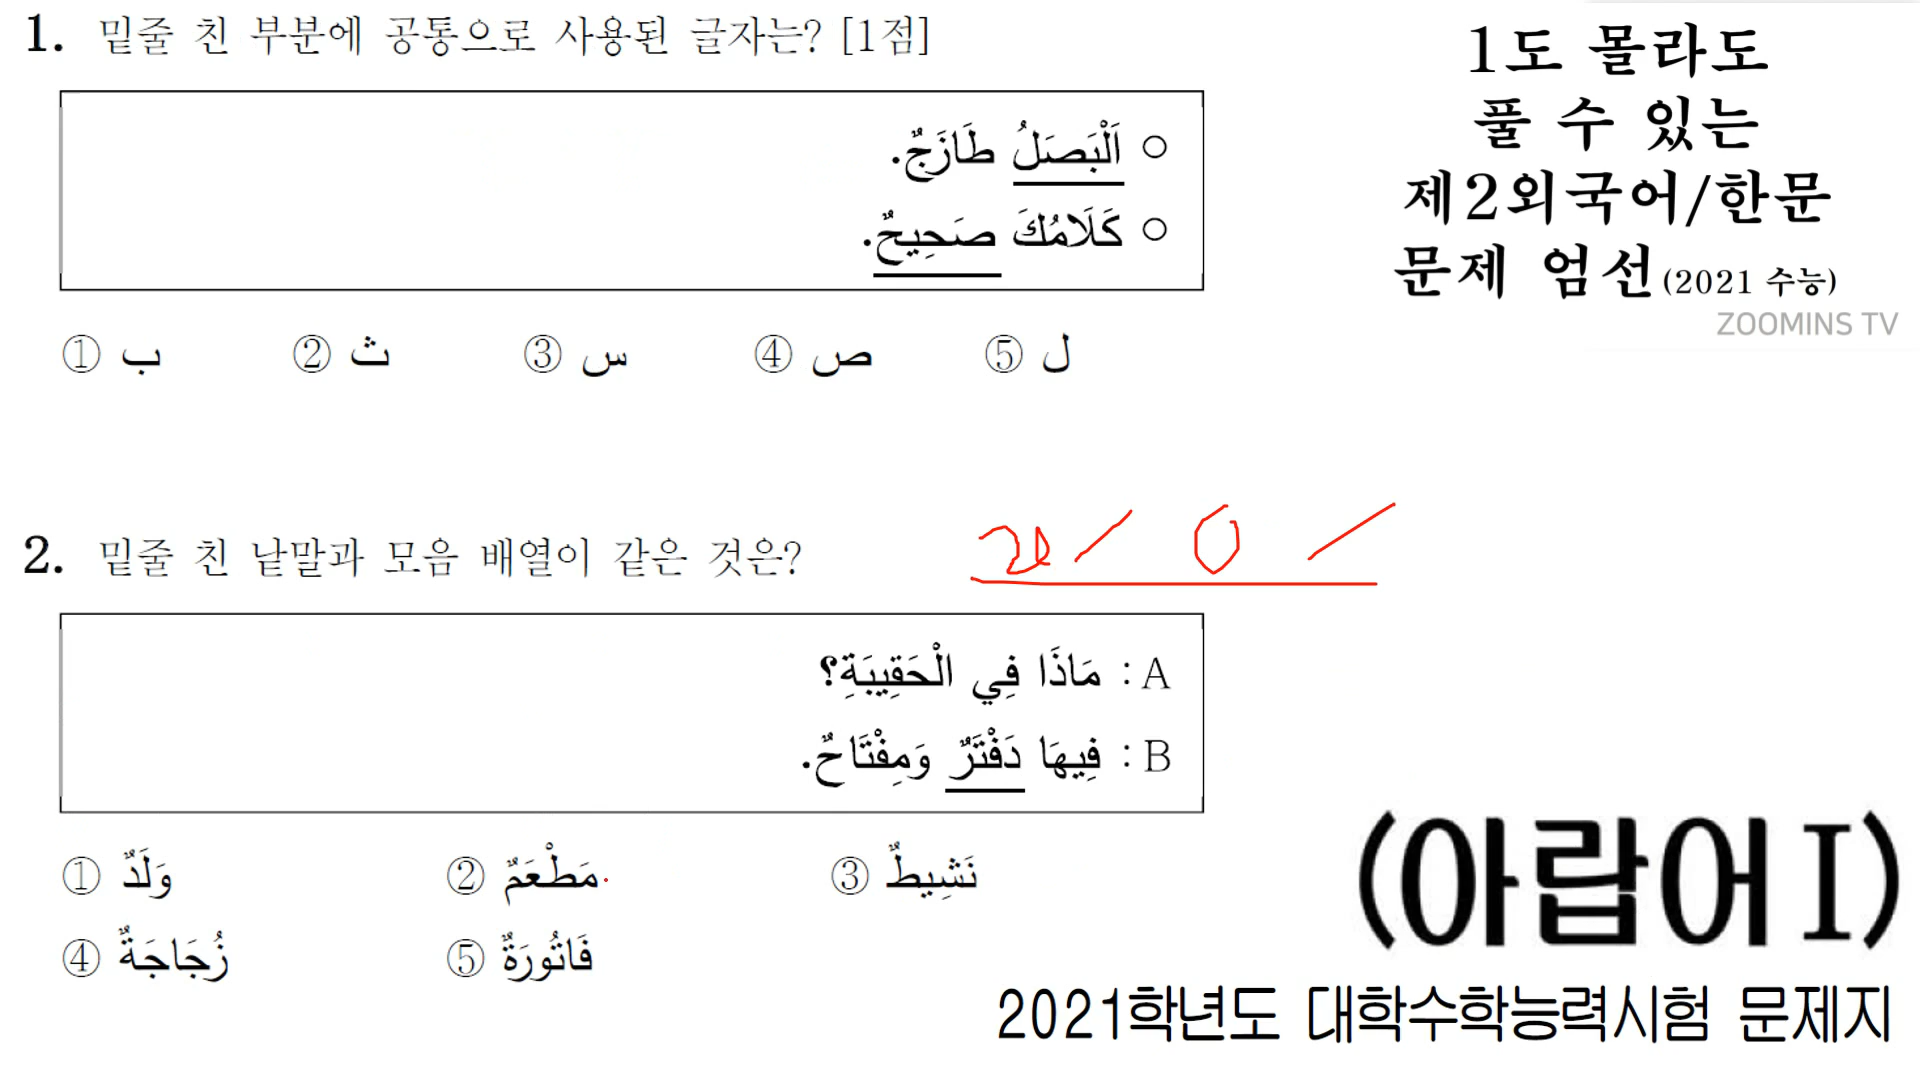 1. 밑줄 친 부분에 공통으로 사용된 글자는? [1점]
○ اَلْبَصَلُ طَازَجٌ.
○ كَلَامُكَ صَحِيحٌ.
① ب ② ث ③ س ④ ص ⑤ ل
2. 밑줄 친 낱말과 모음 배열이 같은 것은?
A : مَاذَا فِي الْحَقِيبَةِ؟
B : فِيهَا دَفْتَرٌ وَمِفْتَاحٌ.
① وَلَدٌ ② مَطْعَمٌ ③ نَشِيطٌ
④ زُجَاجَةٌ ⑤ فَاتُورَةٌ
1도 몰라도
풀 수 있는
제2외국어/한문
문제 엄선(2021 수능)
ZOOMINS TV
(아랍어 I)
2021학년도 대학수학능력시험 문제지